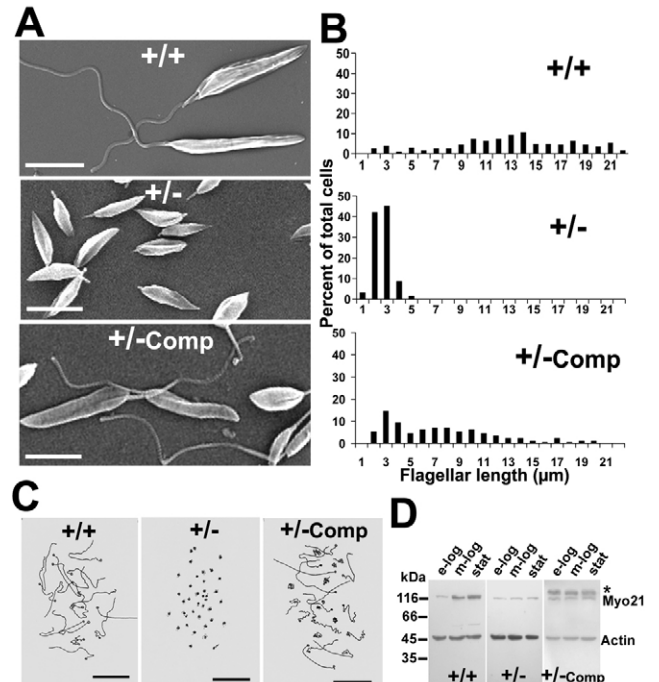 A
+/+
+/-
+/-Comp
B
Percent of total cells
50
40
30
20
10
0
1 3 5 7 9 11 13 15 17 19 21
+/+
50
40
30
20
10
0
1 3 5 7 9 11 13 15 17 19 21
+/-
50
40
30
20
10
0
1 3 5 7 9 11 13 15 17 19 21
+/-Comp
Flagellar length (µm)
C
+/+ +/- +/-Comp
D
e-log m-log stat e-log m-log stat e-log m-log stat
kDa
116
66
45
35
*
Myo21
Actin
+/+ +/- +/-Comp